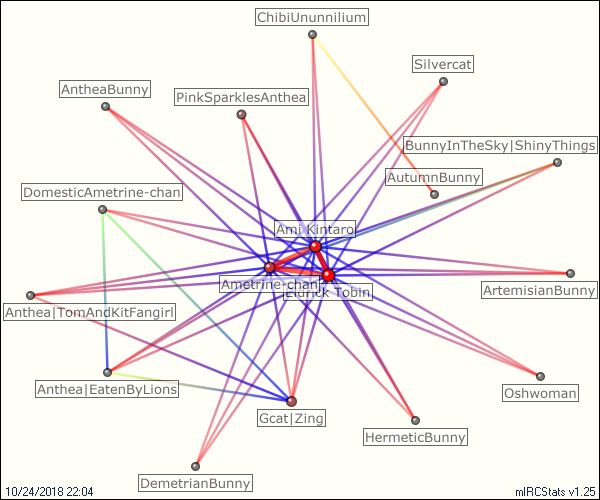 ChibiUnunnilium
Silvercat
AntheaBunny
PinkSparklesAnthea
BunnyInTheSky|ShinyThings
AutumnBunny
DomesticAmetrine-chan
Ami_Kintaro
Ametrine-chan
Eldrick_Tobin
ArtemisianBunny
Anthea|TomAndKitFangirl
Anthea|EatenByLions
Oshwoman
Gcat|Zing
HermeticBunny
DemetrianBunny
10/24/2018 22:04
mIRCStats v1.25